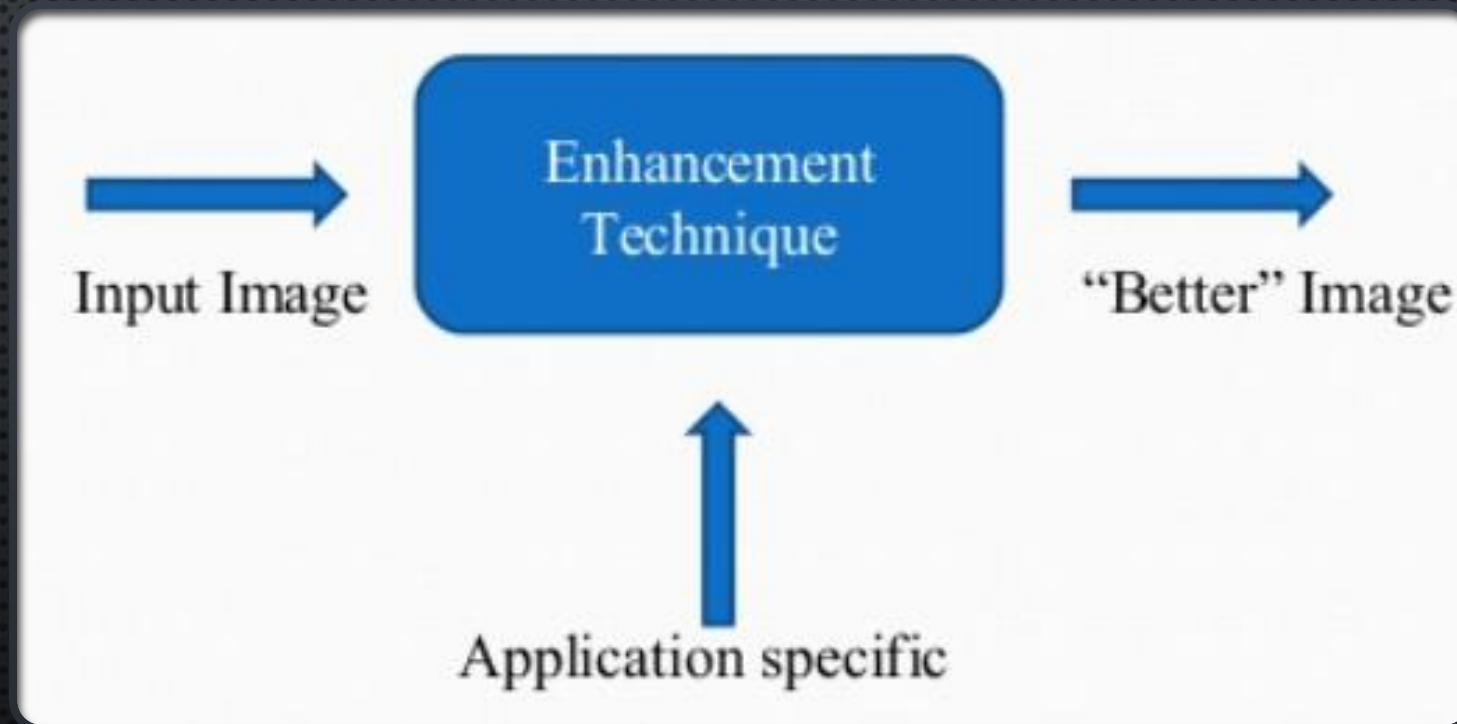 Enhancement
Technique
Input Image
“Better” Image
Application specific